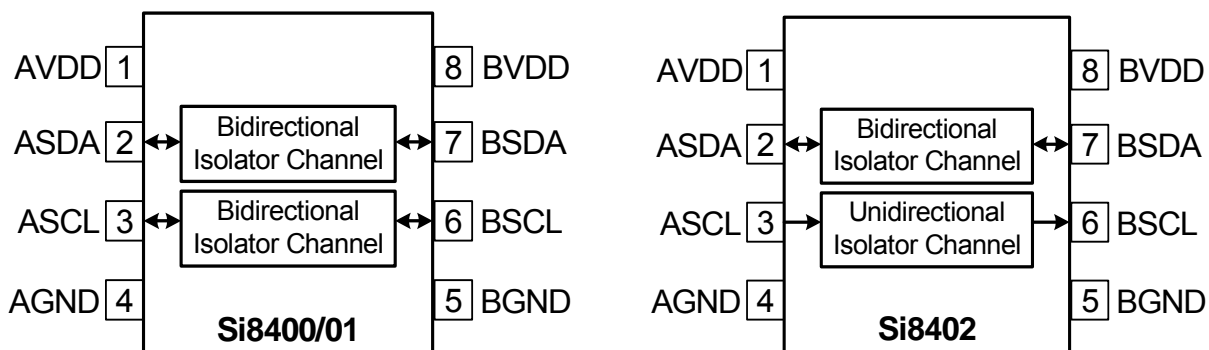 AVDD 1 8 BVDD
Bidirectional
Isolator Channel
ASDA 2 7 BSDA
Bidirectional
Isolator Channel
ASCL 3 6 BSCL
AGND 4 5 BGND
Si8400/01
AVDD 1 8 BVDD
Bidirectional
Isolator Channel
ASDA 2 7 BSDA
Unidirectional
Isolator Channel
ASCL 3 6 BSCL
AGND 4 5 BGND
Si8402